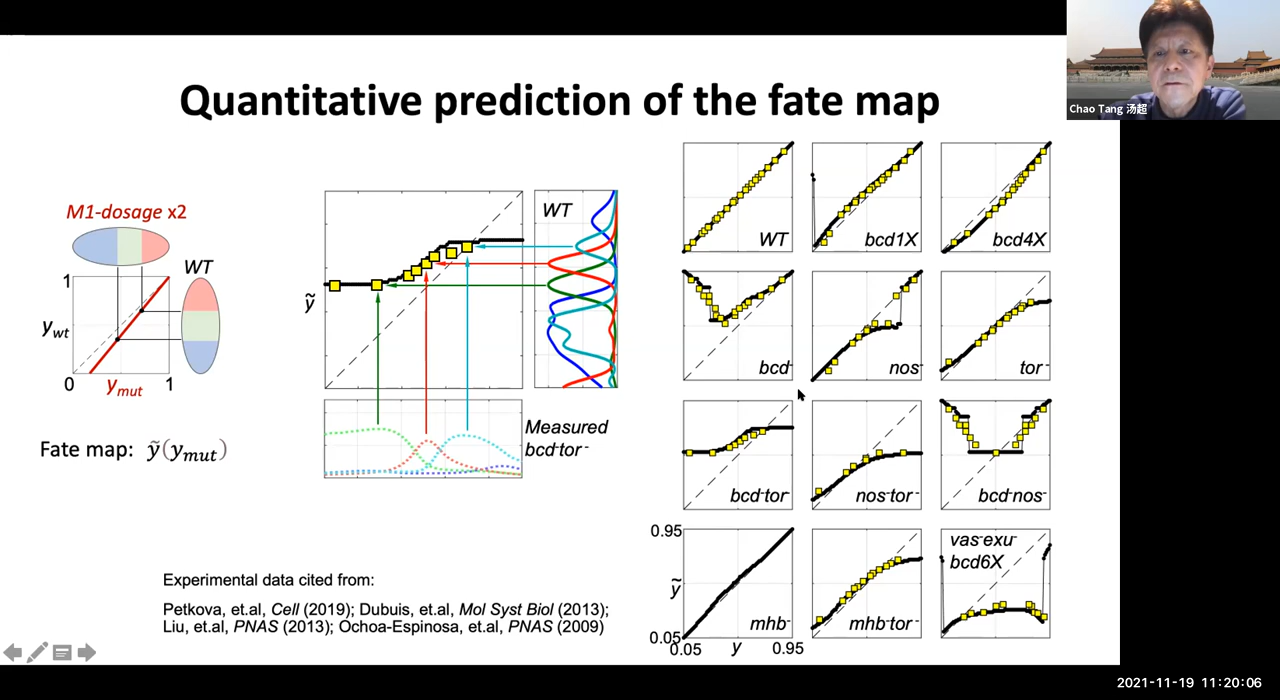 Quantitative prediction of the fate map
Chao Tang 汤超
M1-dosage x2
WT
1
y_wt
0
y_mut
1
Fate map: ỹ(y_mut)
ỹ
WT
Measured
bcd⁻tor⁻
WT
bcd1X
bcd4X
bcd⁻
nos⁻
tor⁻
bcd⁻tor⁻
nos⁻tor⁻
bcd⁻nos⁻
0.95
ỹ
0.05
mhb⁻
0.05
y
0.95
mhb⁻tor⁻
vas⁻exu⁻
bcd6X
Experimental data cited from:
Petkova, et.al, Cell (2019); Dubuis, et.al, Mol Syst Biol (2013);
Liu, et.al, PNAS (2013); Ochoa-Espinosa, et.al, PNAS (2009)
2021-11-19 11:20:06